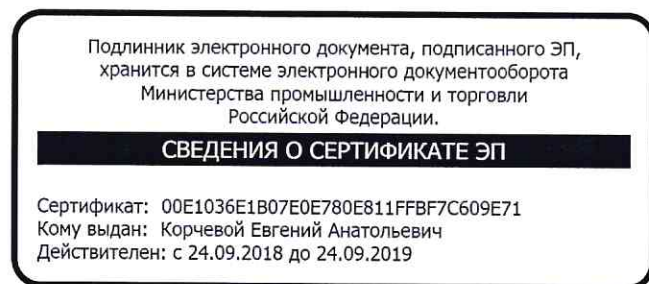 Подлинник электронного документа, подписанного ЭП,
хранится в системе электронного документооборота
Министерства промышленности и торговли
Российской Федерации.
СВЕДЕНИЯ О СЕРТИФИКАТЕ ЭП
Сертификат: 00E1036E1B07E0E780E811FFBF7C609E71
Кому выдан: Корчевой Евгений Анатольевич
Действителен: с 24.09.2018 до 24.09.2019